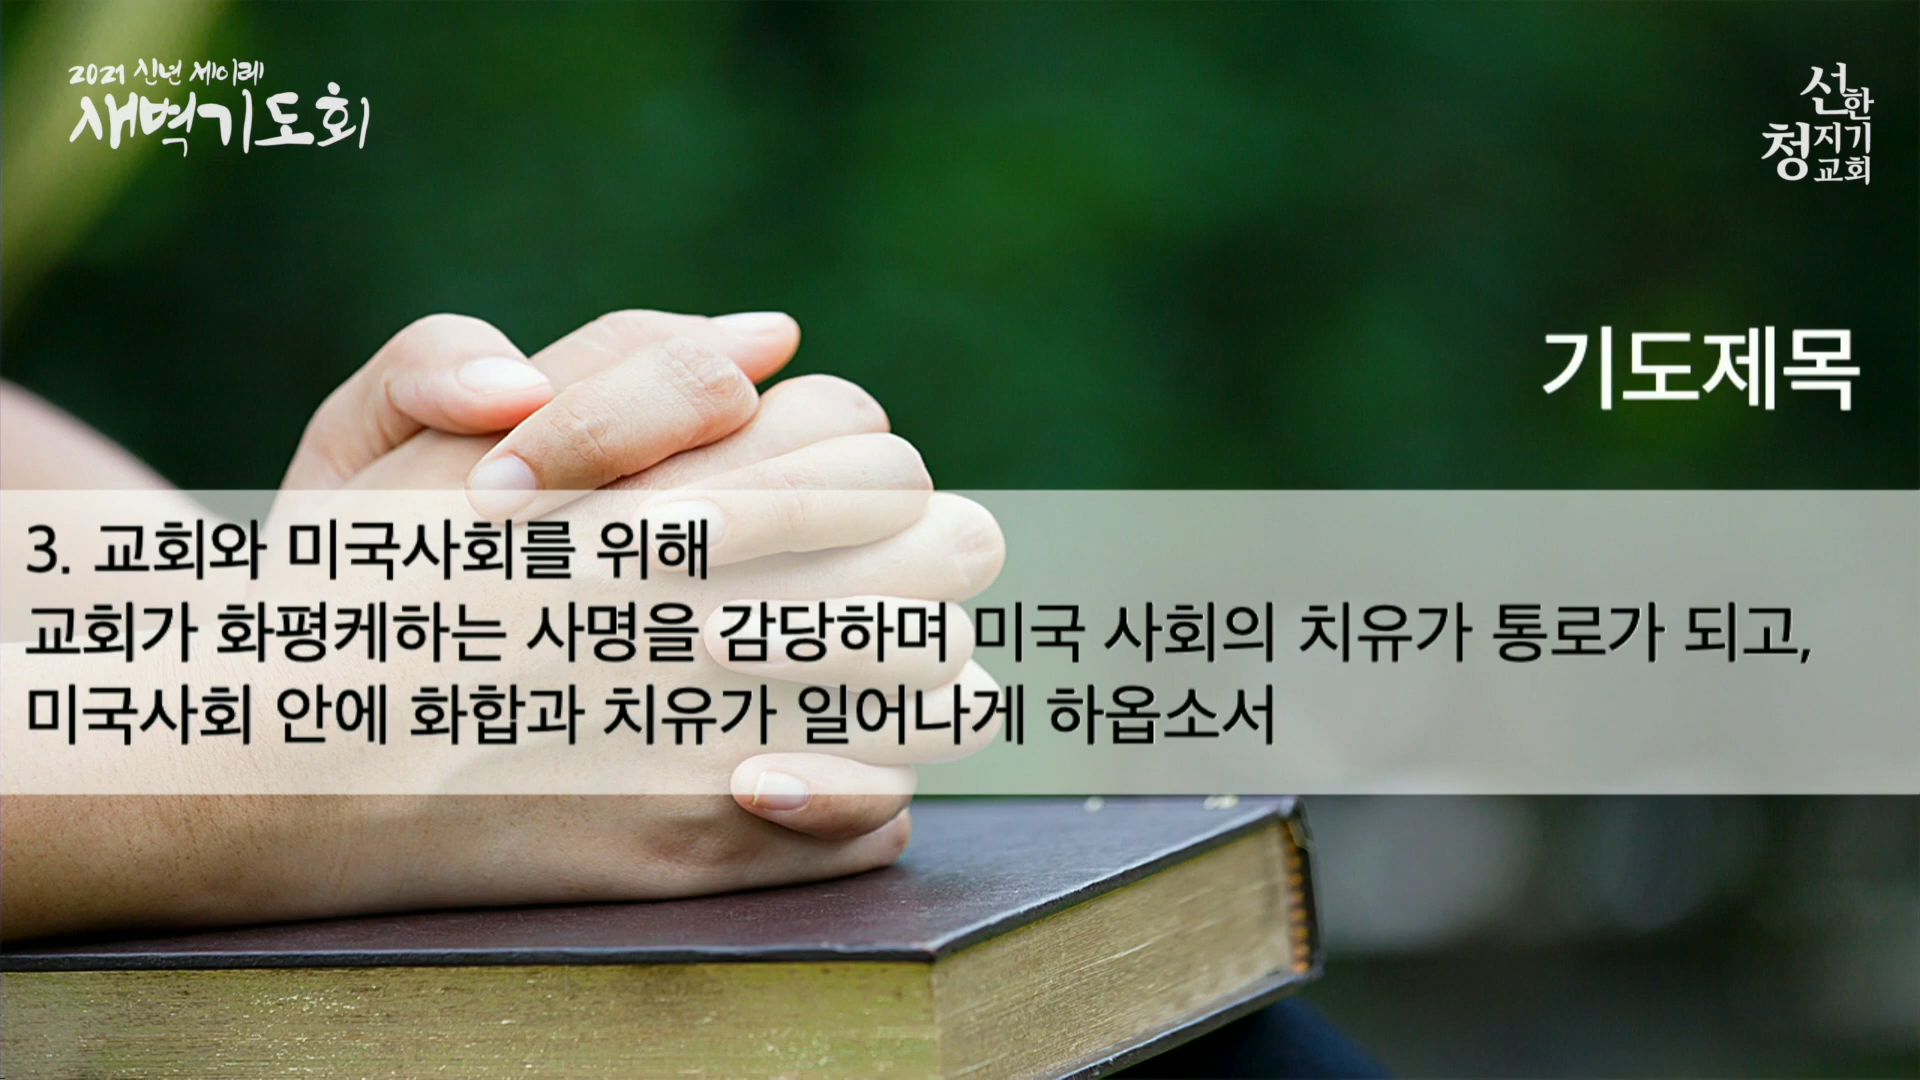 2021 신년 세이레
새벽기도회
선한
청지기
교회
기도제목
3. 교회와 미국사회를 위해
교회가 화평케하는 사명을 감당하며 미국 사회의 치유가 통로가 되고,
미국사회 안에 화합과 치유가 일어나게 하옵소서